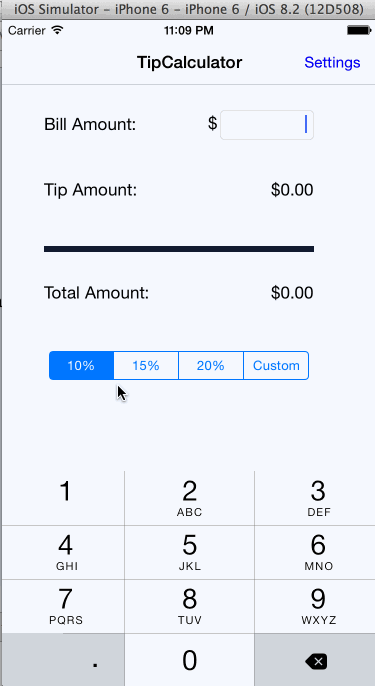 iOS Simulator – iPhone 6 – iPhone 6 / iOS 8.2 (12D508)
Carrier 11:09 PM
TipCalculator Settings
Bill Amount: $
Tip Amount: $0.00
Total Amount: $0.00
10% 15% 20% Custom
1 2 3
ABC DEF
4 5 6
GHI JKL MNO
7 8 9
PQRS TUV WXYZ
. 0